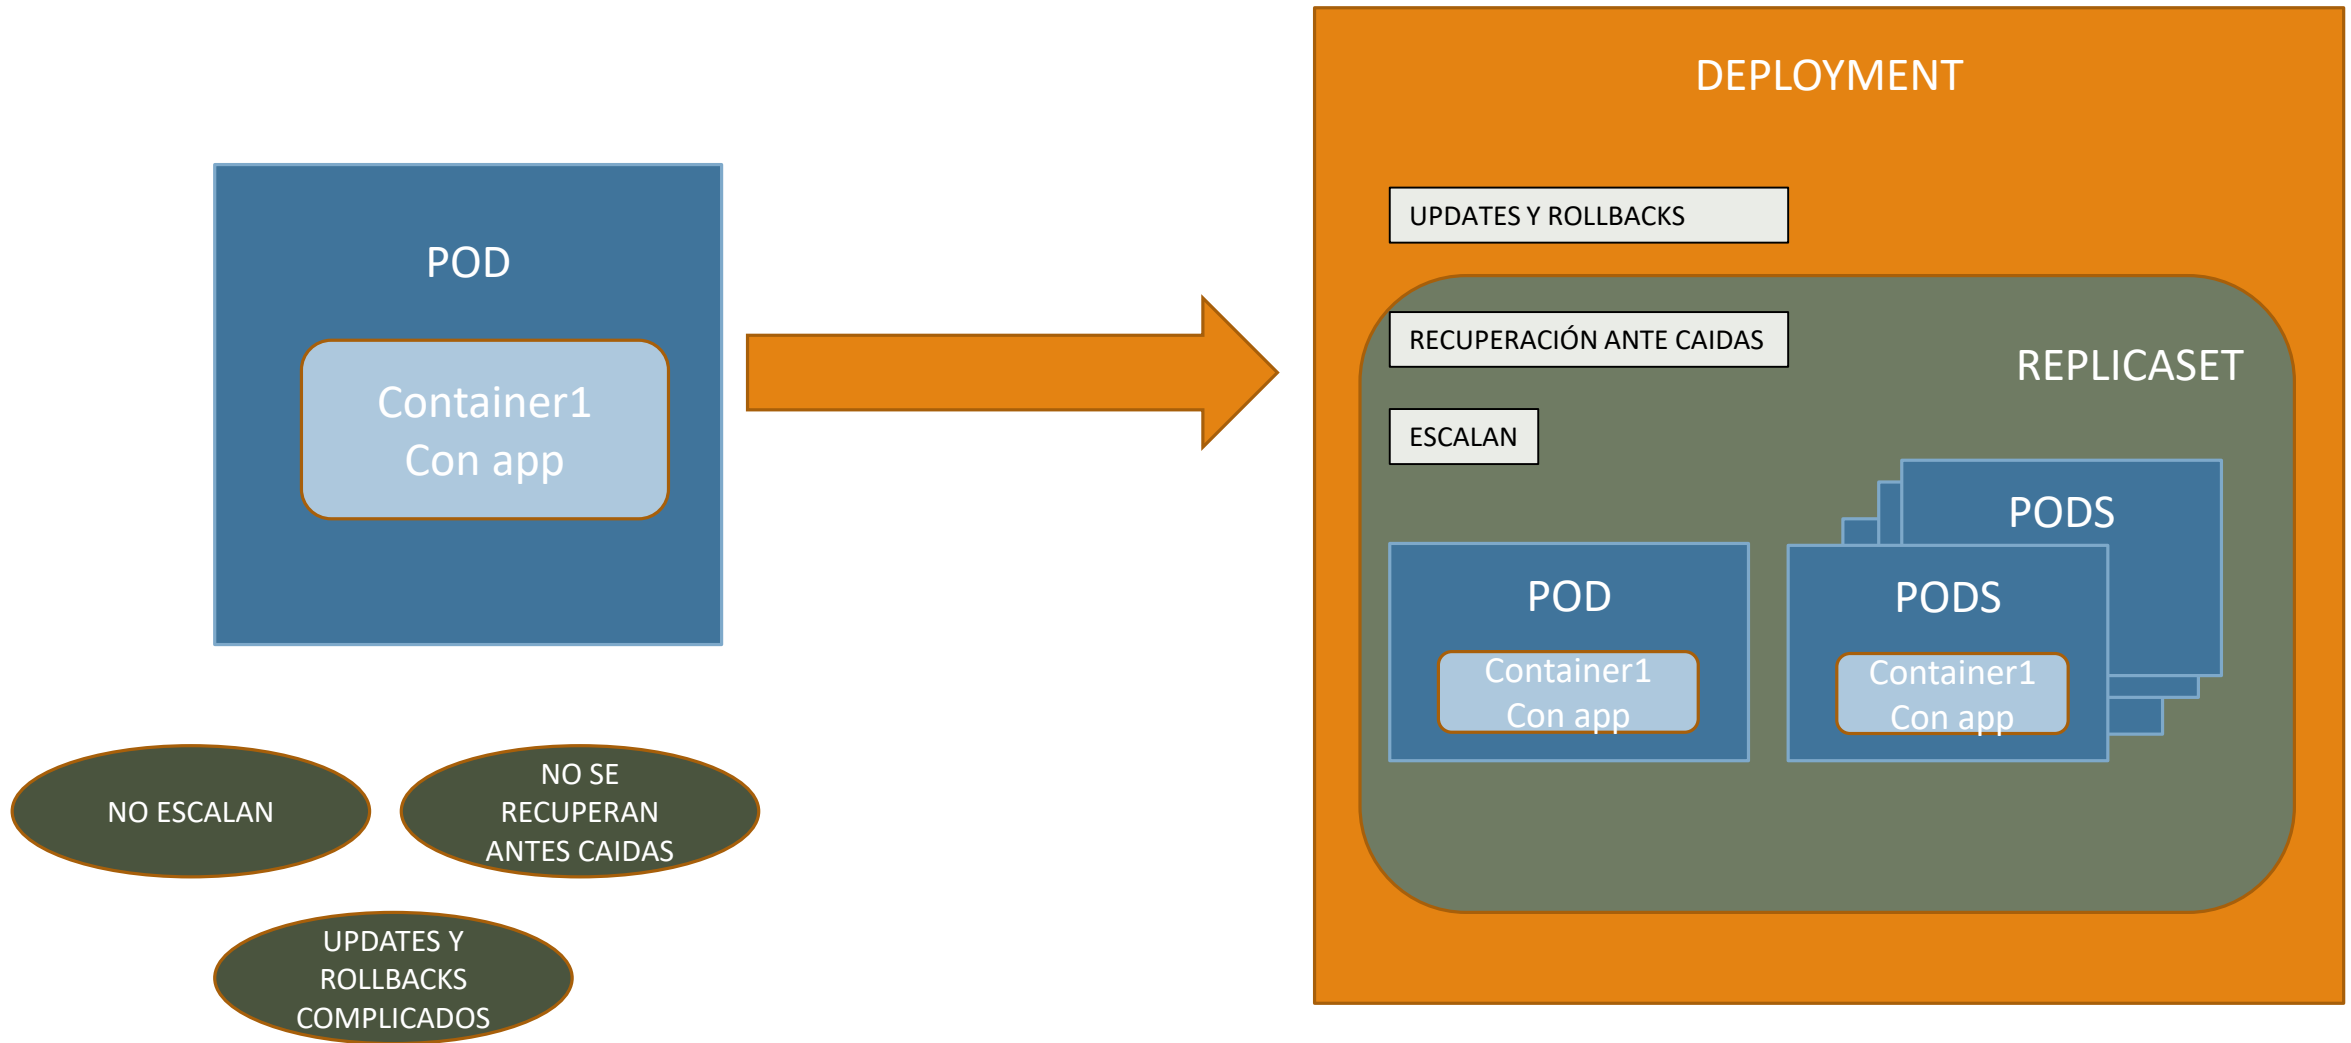 POD
Container1
Con app
NO ESCALAN
NO SE
RECUPERAN
ANTES CAIDAS
UPDATES Y
ROLLBACKS
COMPLICADOS
DEPLOYMENT
UPDATES Y ROLLBACKS
RECUPERACIÓN ANTE CAIDAS
REPLICASET
ESCALAN
POD
Container1
Con app
PODS
PODS
Container1
Con app